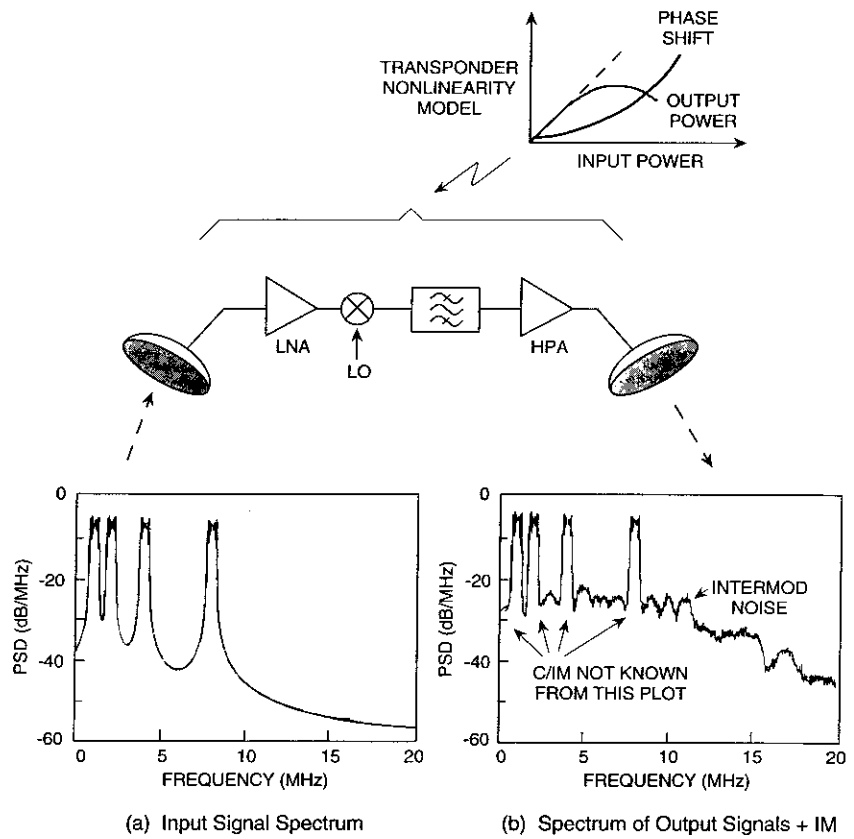 PHASE
SHIFT
TRANSPONDER
NONLINEARITY
MODEL
OUTPUT
POWER
INPUT POWER
LNA
LO
HPA
0
-20
-40
-60
PSD (dB/MHz)
0 5 10 15 20
FREQUENCY (MHz)
(a) Input Signal Spectrum
0
-20
-40
-60
PSD (dB/MHz)
INTERMOD
NOISE
C/IM NOT KNOWN
FROM THIS PLOT
0 5 10 15 20
FREQUENCY (MHz)
(b) Spectrum of Output Signals + IM